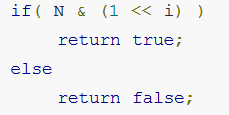 if( N & (1 << i) )
return true;
else
return false;